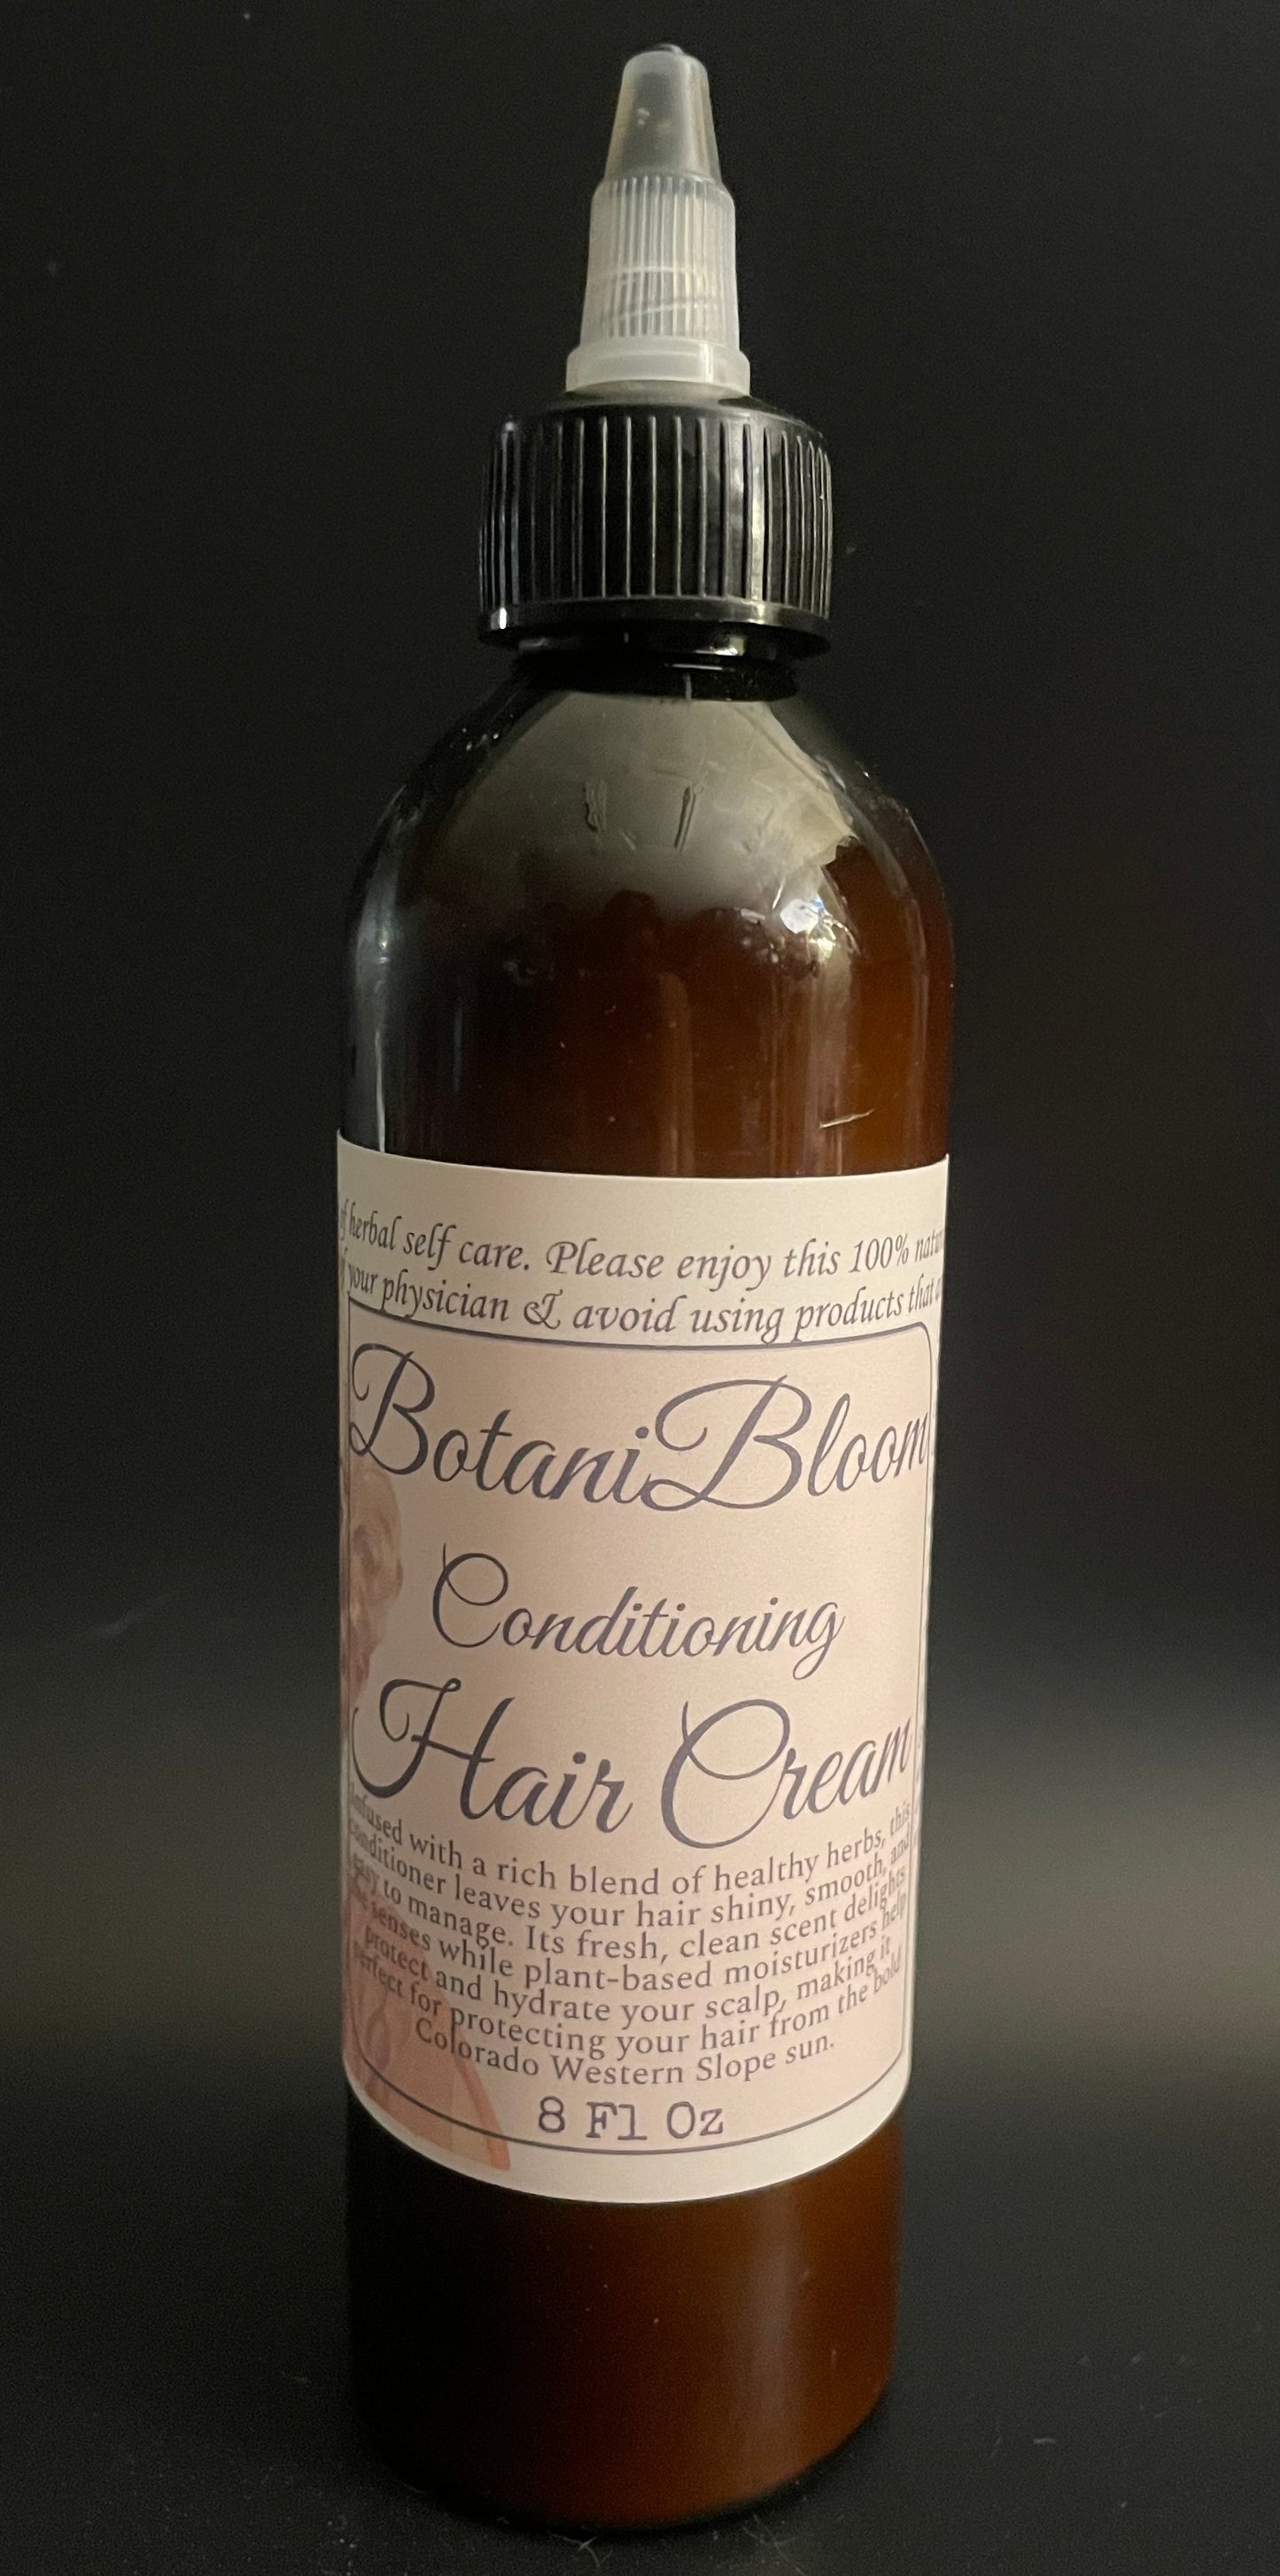 of herbal self care. Please enjoy this 100%
your physician & avoid using products that
BotaniBloom
Conditioning
Hair Cream
Infused with a rich blend of healthy herbs, this
conditioner leaves your hair shiny, smooth, and
easy to manage. Its fresh, clean scent delights
the senses while plant-based moisturizers help
protect and hydrate your scalp, making it
perfect for protecting your hair from the bold
Colorado Western Slope sun.
8 Fl Oz